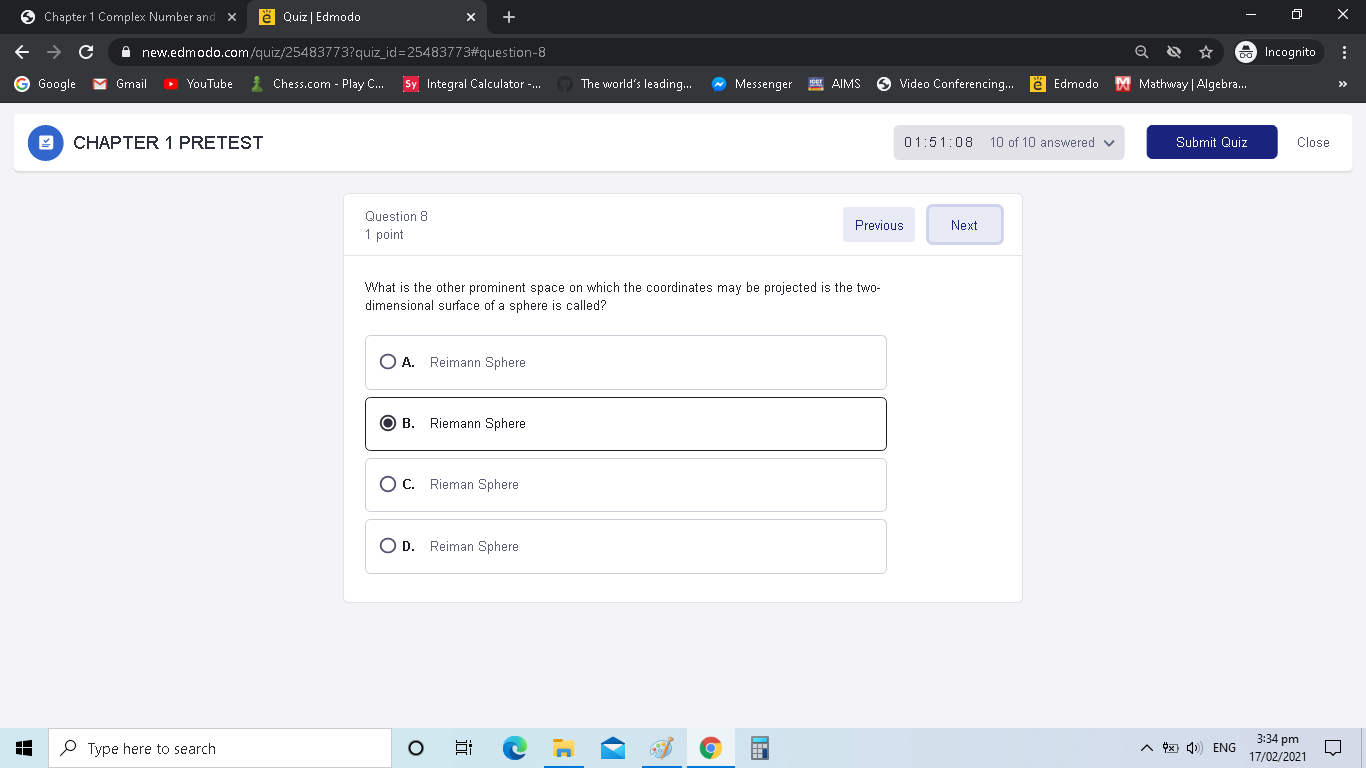 Chapter 1 Complex Number and
Quiz | Edmodo
new.edmodo.com/quiz/25483773?quiz_id=25483773#question-8
Incognito
Google Gmail YouTube Chess.com - Play C... Sy Integral Calculator -... The world's leading... Messenger AIMS Video Conferencing... Edmodo Mathway | Algebra... »
CHAPTER 1 PRETEST
01:51:08 10 of 10 answered
Submit Quiz
Close
Question 8
1 point
Previous
Next
What is the other prominent space on which the coordinates may be projected is the two-
dimensional surface of a sphere is called?
A. Reimann Sphere
B. Riemann Sphere
C. Rieman Sphere
D. Reiman Sphere
Type here to search
ENG
3:34 pm
17/02/2021